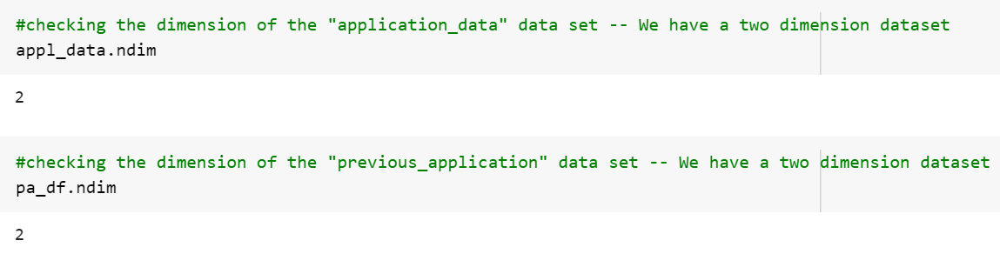 #checking the dimension of the "application_data" data set -- We have a two dimension dataset
appl_data.ndim
2
#checking the dimension of the "previous_application" data set -- We have a two dimension dataset
pa_df.ndim
2